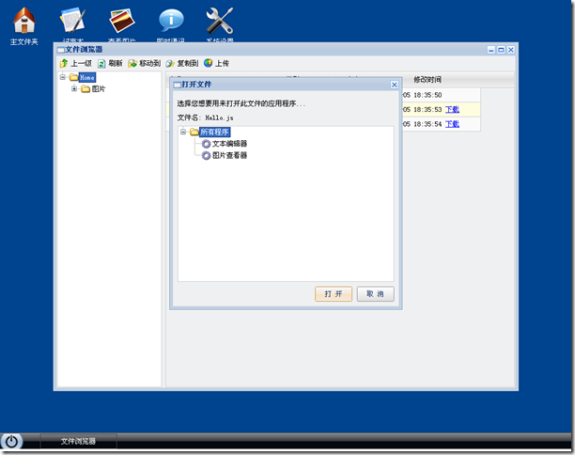 主文件夹
查看图片
即时通讯
系统设置
文件浏览器
上一级 刷新 移动到 复制到 上传
Home
图片
修改时间
05 18:35:50
05 18:35:53 下载
05 18:35:54 下载
打开文件
选择您想要用来打开此文件的应用程序...
文件名: Hello.js
所有程序
文本编辑器
图片查看器
打 开
取 消
文件浏览器